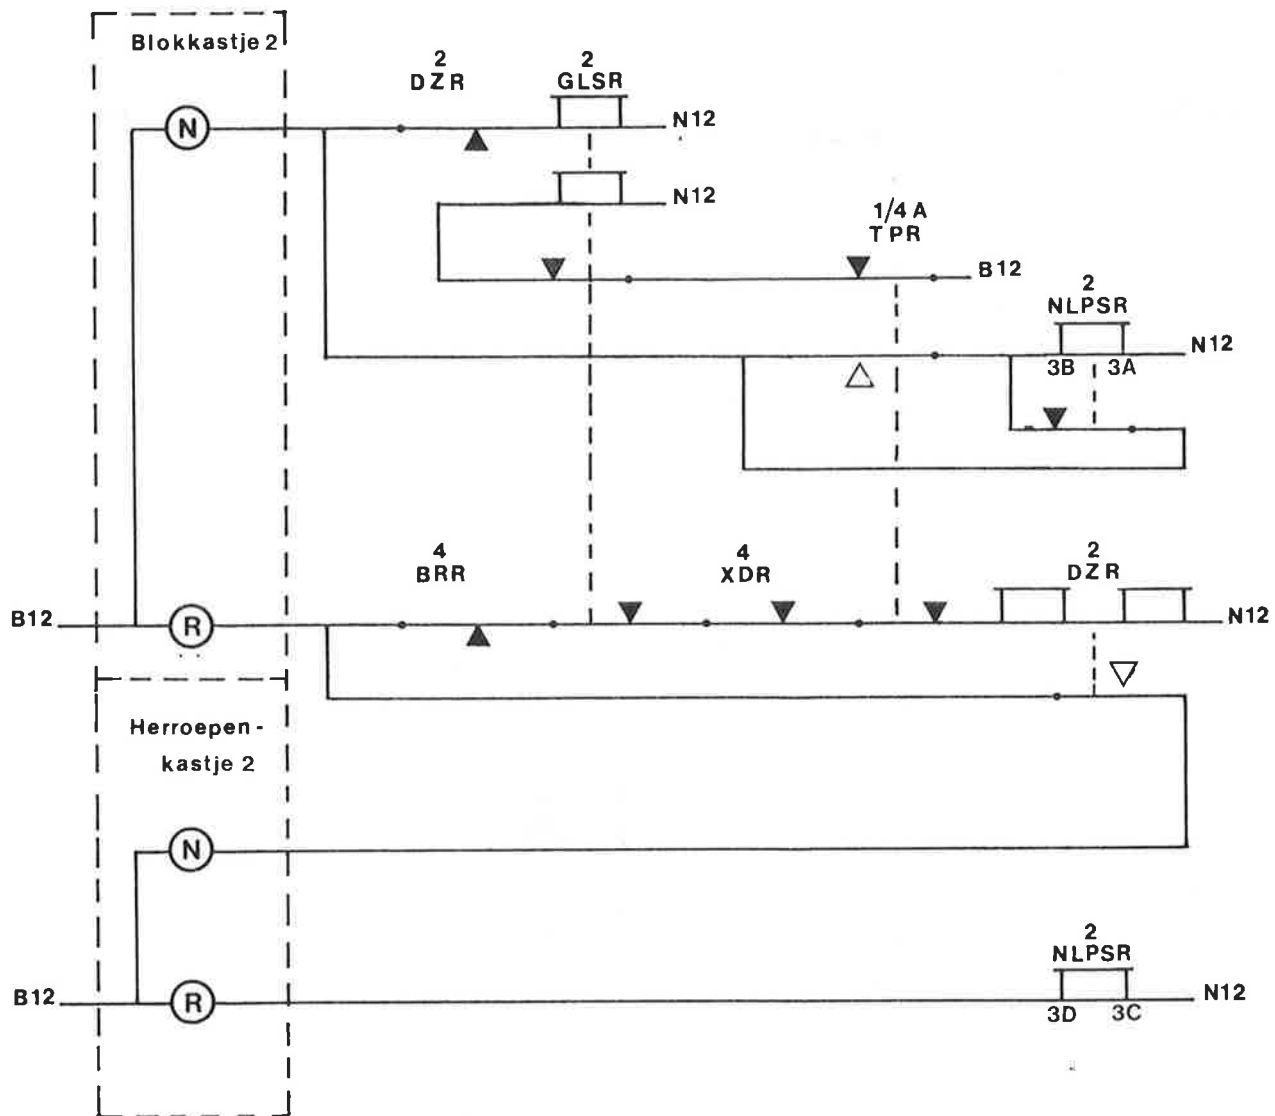 Blokkastje 2
2
DZR
2
GLSR
N
N12
N12
1/4 A
TPR
B12
2
NLPSR
N12
3B 3A
4
BRR
4
XDR
2
DZR
B12
R
N12
Herroepen-
kastje 2
N
2
NLPSR
B12
R
N12
3D 3C